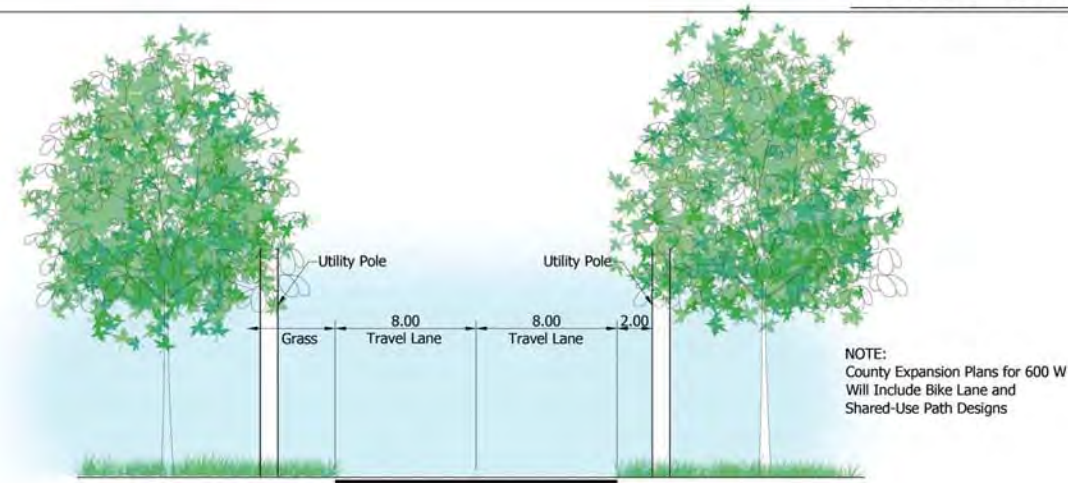 Utility Pole
Utility Pole
8.00
8.00
2.00
Grass
Travel Lane
Travel Lane
NOTE:
County Expansion Plans for 600 W
Will Include Bike Lane and
Shared-Use Path Designs